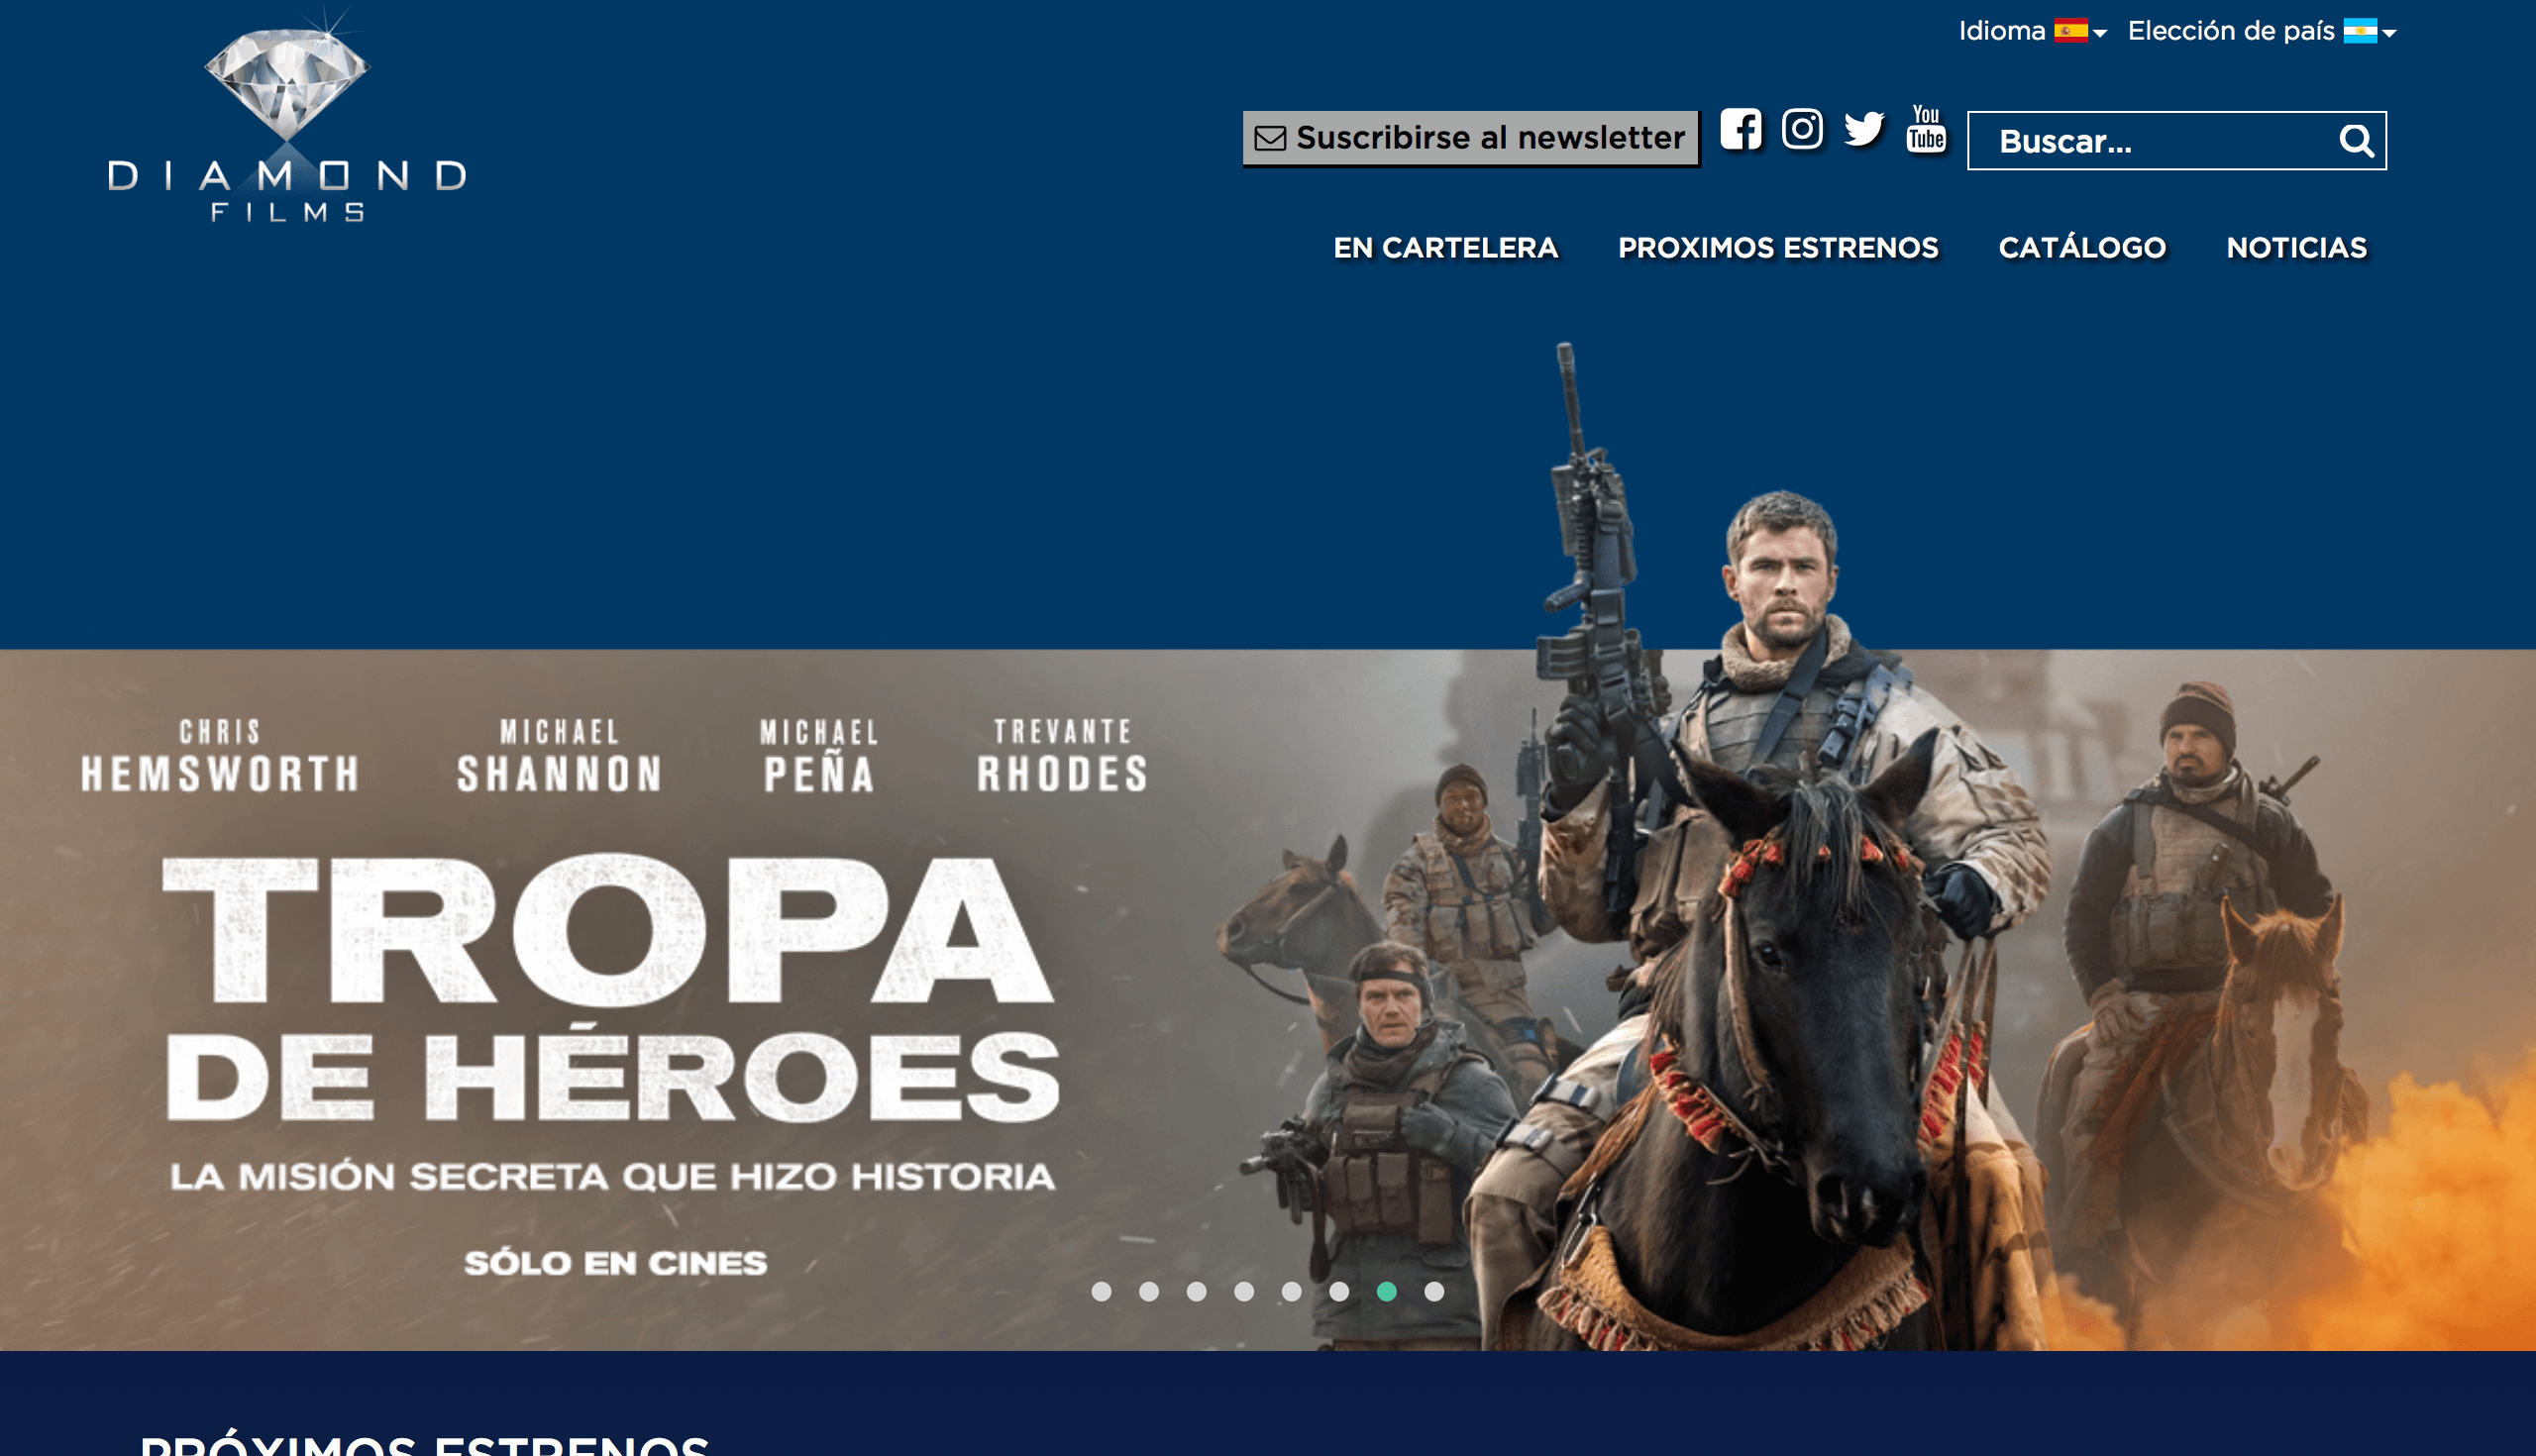 Idioma Elección de país
DIAMOND
FILMS
Suscribirse al newsletter
You
Tube
Buscar...
EN CARTELERA PROXIMOS ESTRENOS CATÁLOGO NOTICIAS
CHRIS
HEMSWORTH
MICHAEL
SHANNON
MICHAEL
PEÑA
TREVANTE
RHODES
TROPA
DE HÉROES
LA MISIÓN SECRETA QUE HIZO HISTORIA
SÓLO EN CINES
PRÓXIMOS ESTRENOS